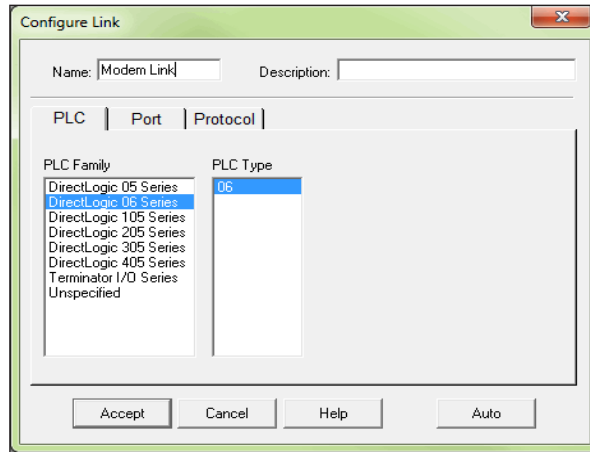 Configure Link
Name: Modem Link Description:
PLC Port Protocol
PLC Family PLC Type
DirectLogic 05 Series 06
DirectLogic 06 Series
DirectLogic 105 Series
DirectLogic 205 Series
DirectLogic 305 Series
DirectLogic 405 Series
Terminator I/O Series
Unspecified
Accept Cancel Help Auto